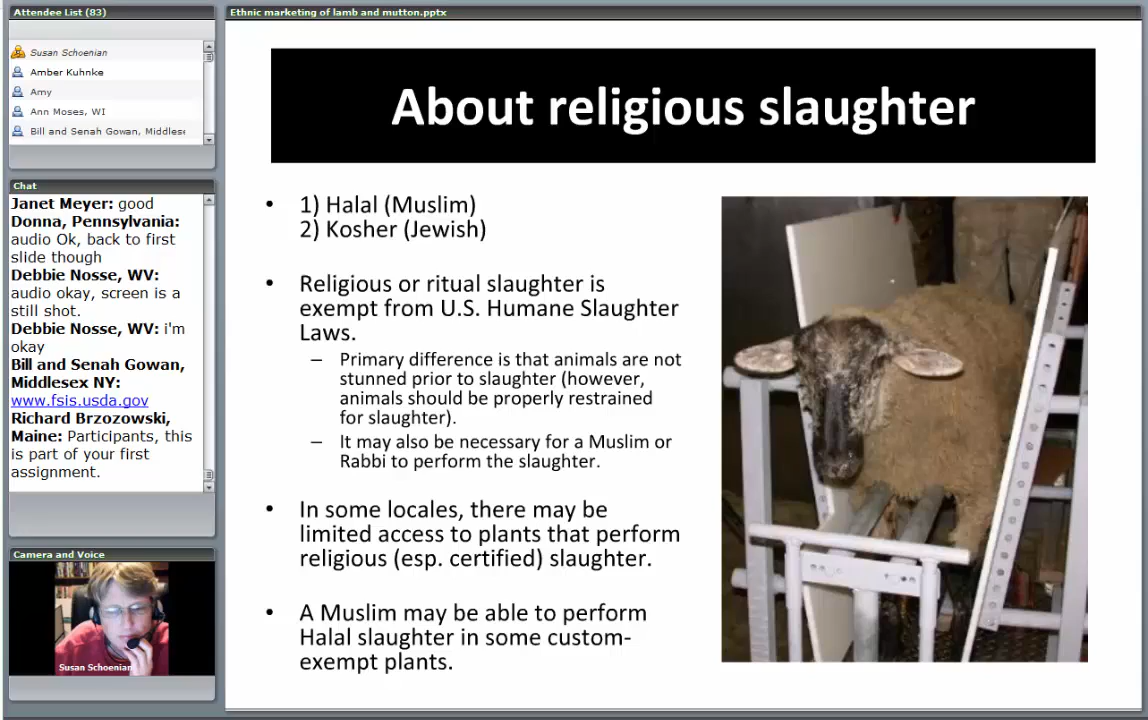 Attendee List (83)
Susan Schoenian
Amber Kuhnke
Amy
Ann Moses, WI
Bill and Senah Gowan, Middlese
Chat
Janet Meyer: good
Donna, Pennsylvania:
audio Ok, back to first
slide though
Debbie Nosse, WV:
audio okay, screen is a
still shot.
Debbie Nosse, WV: i'm
okay
Bill and Senah Gowan,
Middlesex NY:
www.fsis.usda.gov
Richard Brzozowski,
Maine: Participants, this
is part of your first
assignment.
Camera and Voice
Susan Schoenian
Ethnic marketing of lamb and mutton.pptx
About religious slaughter
• 1) Halal (Muslim)
2) Kosher (Jewish)
• Religious or ritual slaughter is
exempt from U.S. Humane Slaughter
Laws.
– Primary difference is that animals are not
stunned prior to slaughter (however,
animals should be properly restrained
for slaughter).
– It may also be necessary for a Muslim or
Rabbi to perform the slaughter.
• In some locales, there may be
limited access to plants that perform
religious (esp. certified) slaughter.
• A Muslim may be able to perform
Halal slaughter in some custom-
exempt plants.